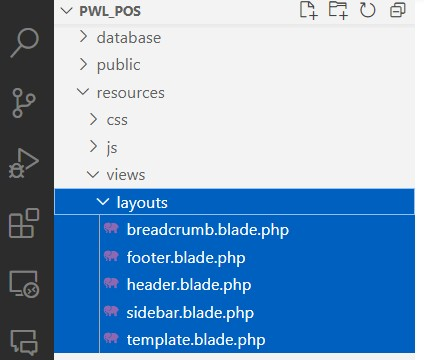 PWL_POS
database
public
resources
css
js
views
layouts
breadcrumb.blade.php
footer.blade.php
header.blade.php
sidebar.blade.php
template.blade.php